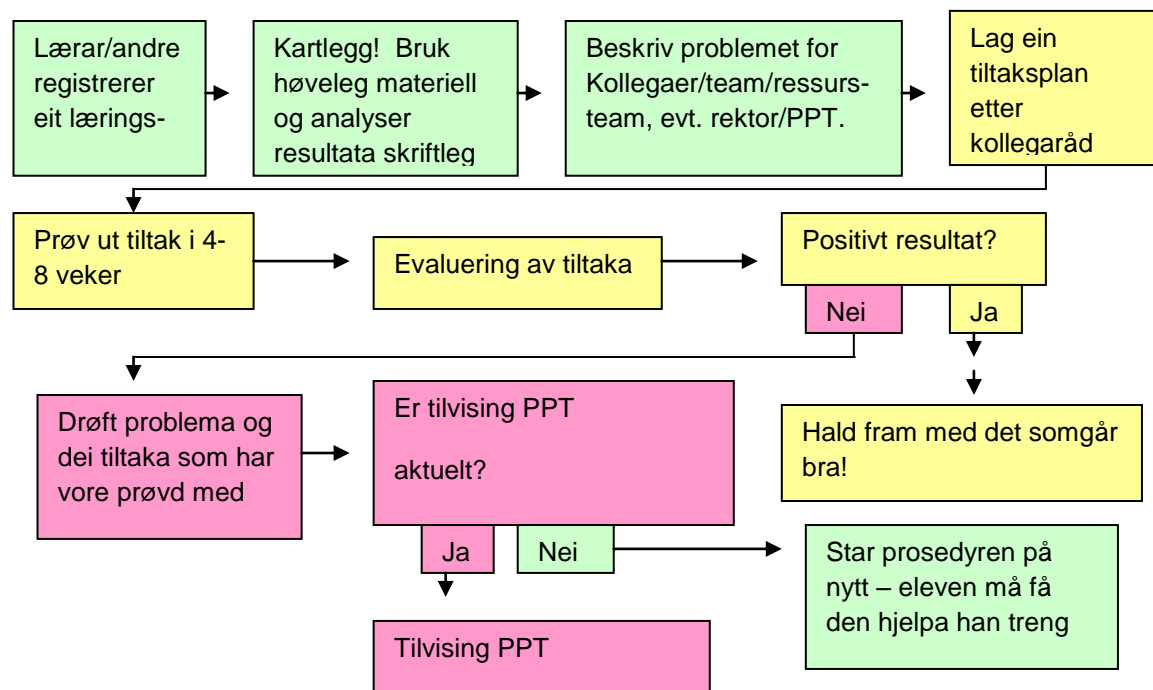 Lærar/andre
registrerer
eit lærings-
Kartlegg!  Bruk
høveleg materiell
og analyser
resultata skriftleg
Beskriv problemet for
Kollegaer/team/ressurs-
team, evt. rektor/PPT.
Lag ein
tiltaksplan
etter
kollegaråd
Prøv ut tiltak i 4-
8 veker
Evaluering av tiltaka
Positivt resultat?
Nei
Ja
Drøft problema og
dei tiltaka som har
vore prøvd med
Er tilvising PPT
aktuelt?
Hald fram med det somgår
bra!
Ja
Nei
Star prosedyren på
nytt – eleven må få
den hjelpa han treng
Tilvising PPT